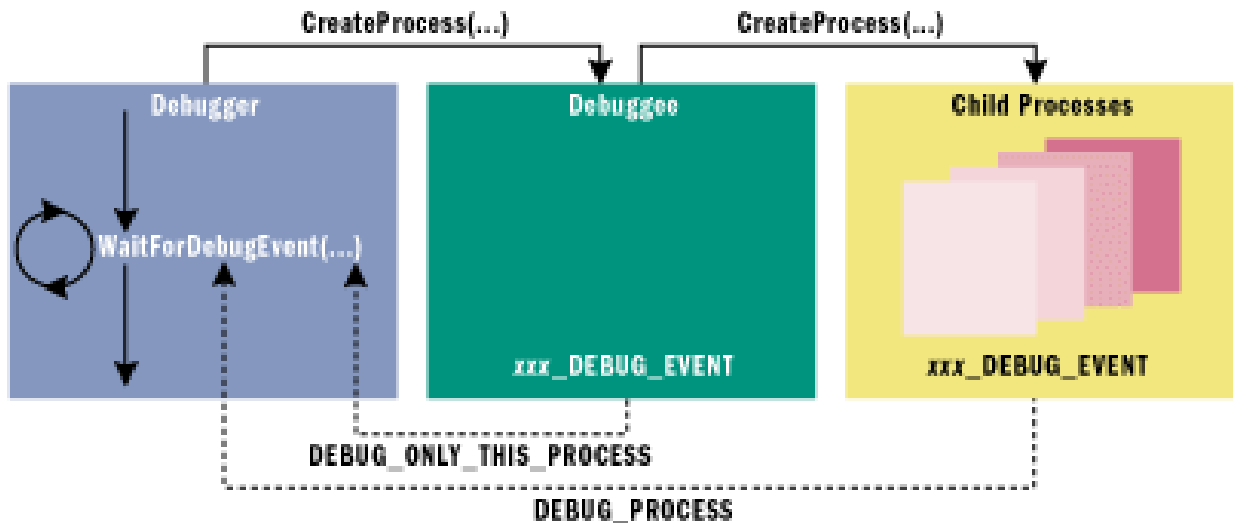 CreateProcess(...)
CreateProcess(...)
Debugger
Debuggee
Child Processes
WaitForDebugEvent(...)
xxx_DEBUG_EVENT
xxx_DEBUG_EVENT
DEBUG_ONLY_THIS_PROCESS
DEBUG_PROCESS